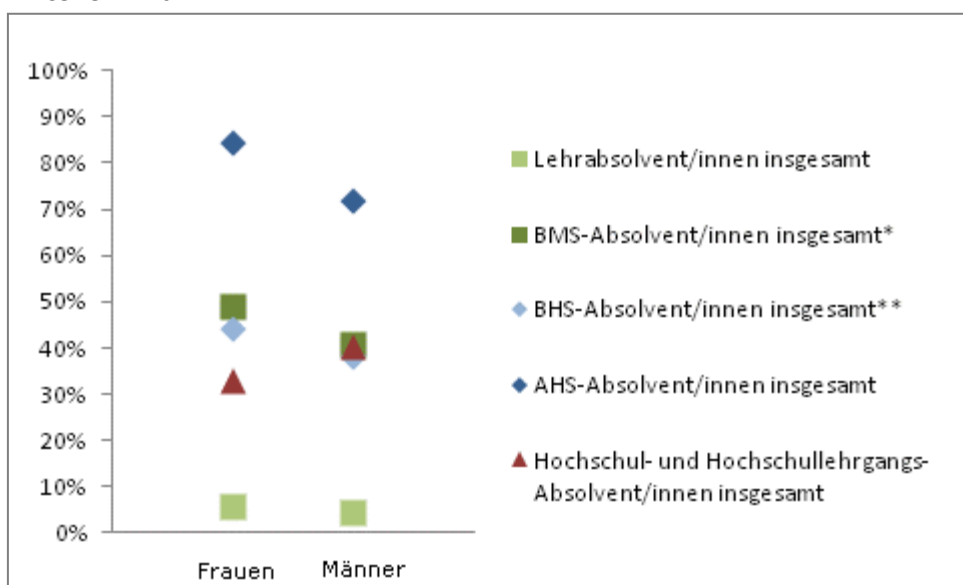 100%
90%
80%
70%
60%
50%
40%
30%
20%
10%
0%
Frauen
Männer
Lehrabsolvent/innen insgesamt
BMS-Absolvent/innen insgesamt*
BHS-Absolvent/innen insgesamt**
AHS-Absolvent/innen insgesamt
Hochschul- und Hochschullehrgangs-
Absolvent/innen insgesamt